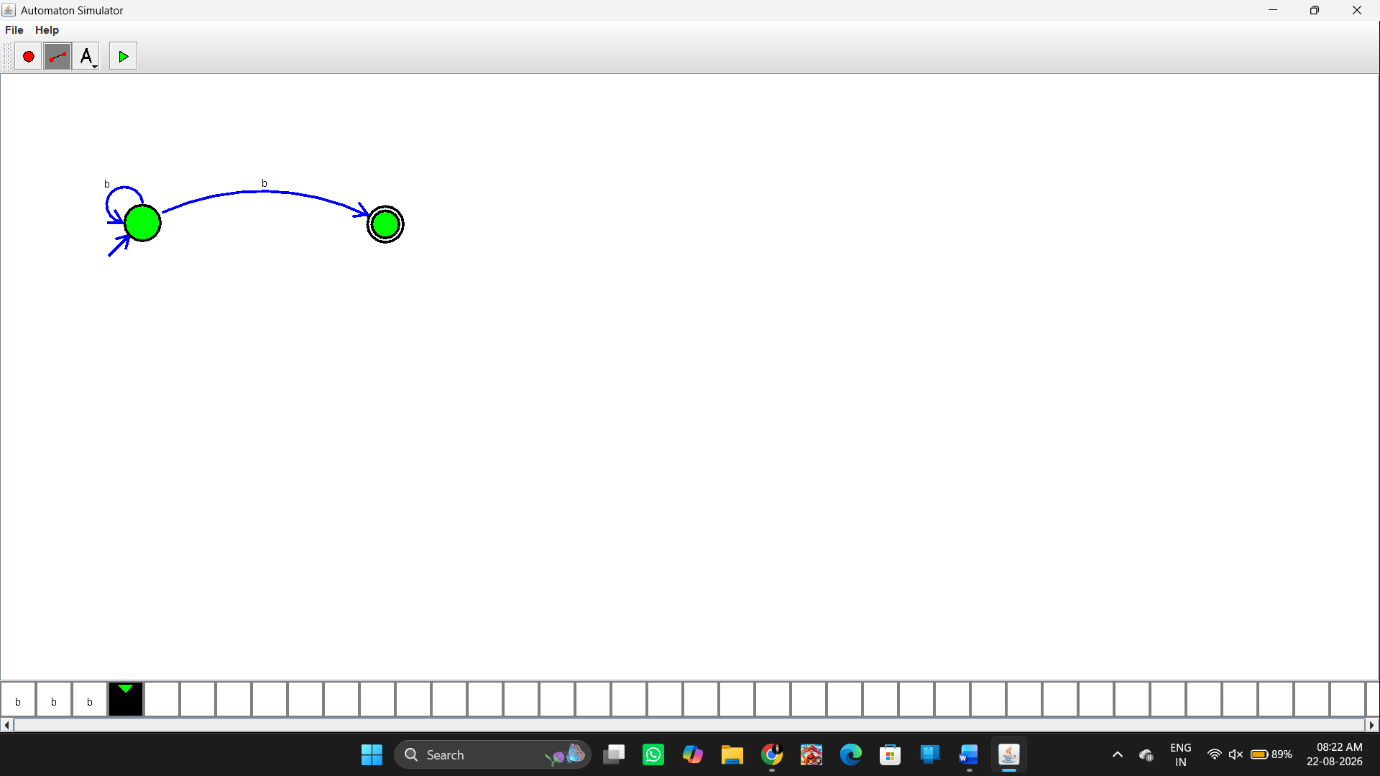 Automaton Simulator
File Help
A
b
b
b b b
Search
ENG
IN
89%
08:22 AM
22-08-2026